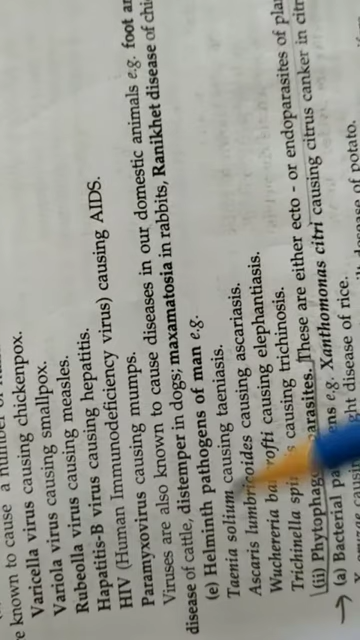 e known to cause a number of
Varicella virus causing chickenpox.
Variola virus causing smallpox.
Rubeolla virus causing measles.
Hapatitis-B virus causing hepatitis.
HIV (Human Immunodeficiency virus) causing AIDS.
Paramyxovirus causing mumps.
Viruses are also known to cause diseases in our domestic animals e.g. foot an
disease of cattle, distemper in dogs; maxamatosia in rabbits, Ranikhet disease of chi
(e) Helminth pathogens of man e.g.
Taenia solium causing taeniasis.
Ascaris lumbricoides causing ascariasis.
Wuchereria ba rofti causing elephantiasis.
Trichinella spi s causing trichinosis.
(ii) Phytophag parasites. These are either ecto - or endoparasites of plan
(a) Bacterial pa ens e.g. Xanthomonas citri causing citrus canker in citr
ght disease of rice.
disease of potato.